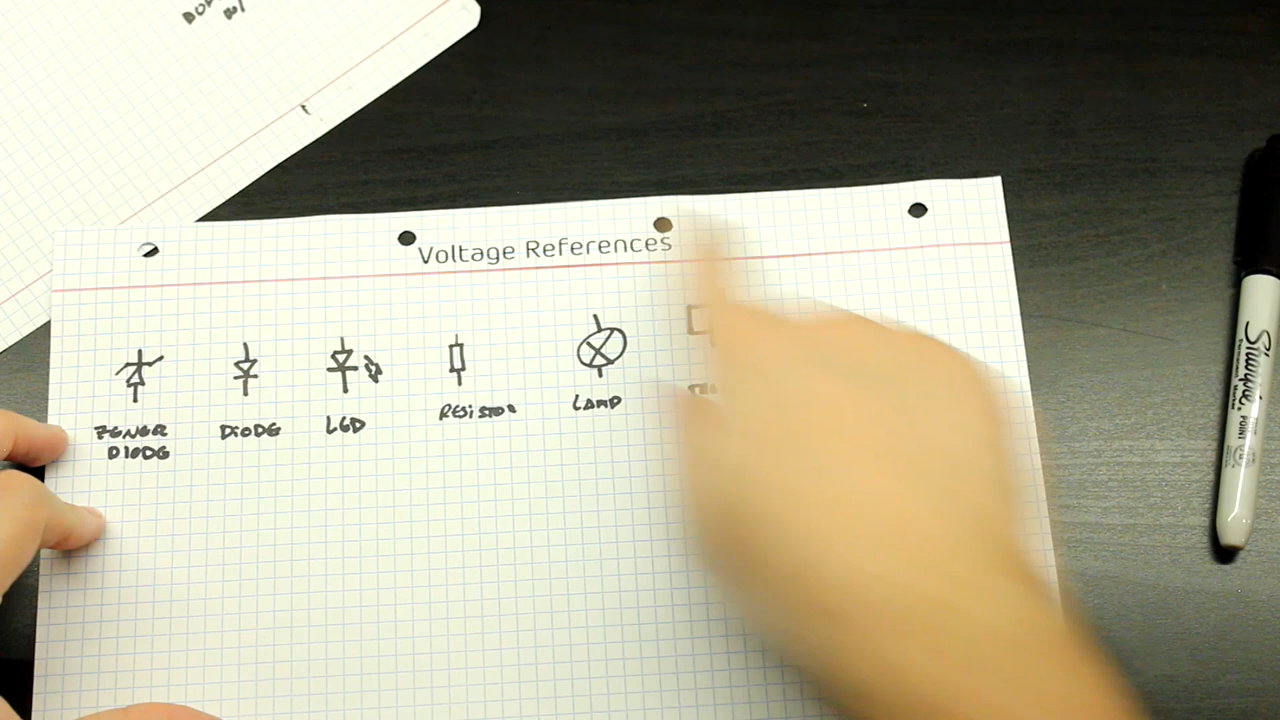 Voltage References
ZENER
DIODE
DIODE
LED
RESISTOR
LAMP
Sharpie